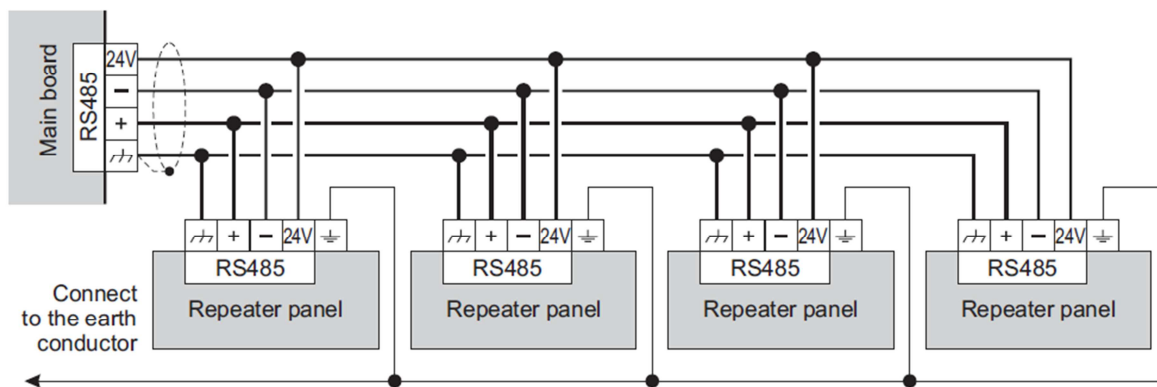 Main board
RS485
24V
−
+
+ − 24V
RS485
Repeater panel
+ − 24V
RS485
Repeater panel
+ − 24V
RS485
Repeater panel
+ − 24V
RS485
Repeater panel
Connect
to the earth
conductor